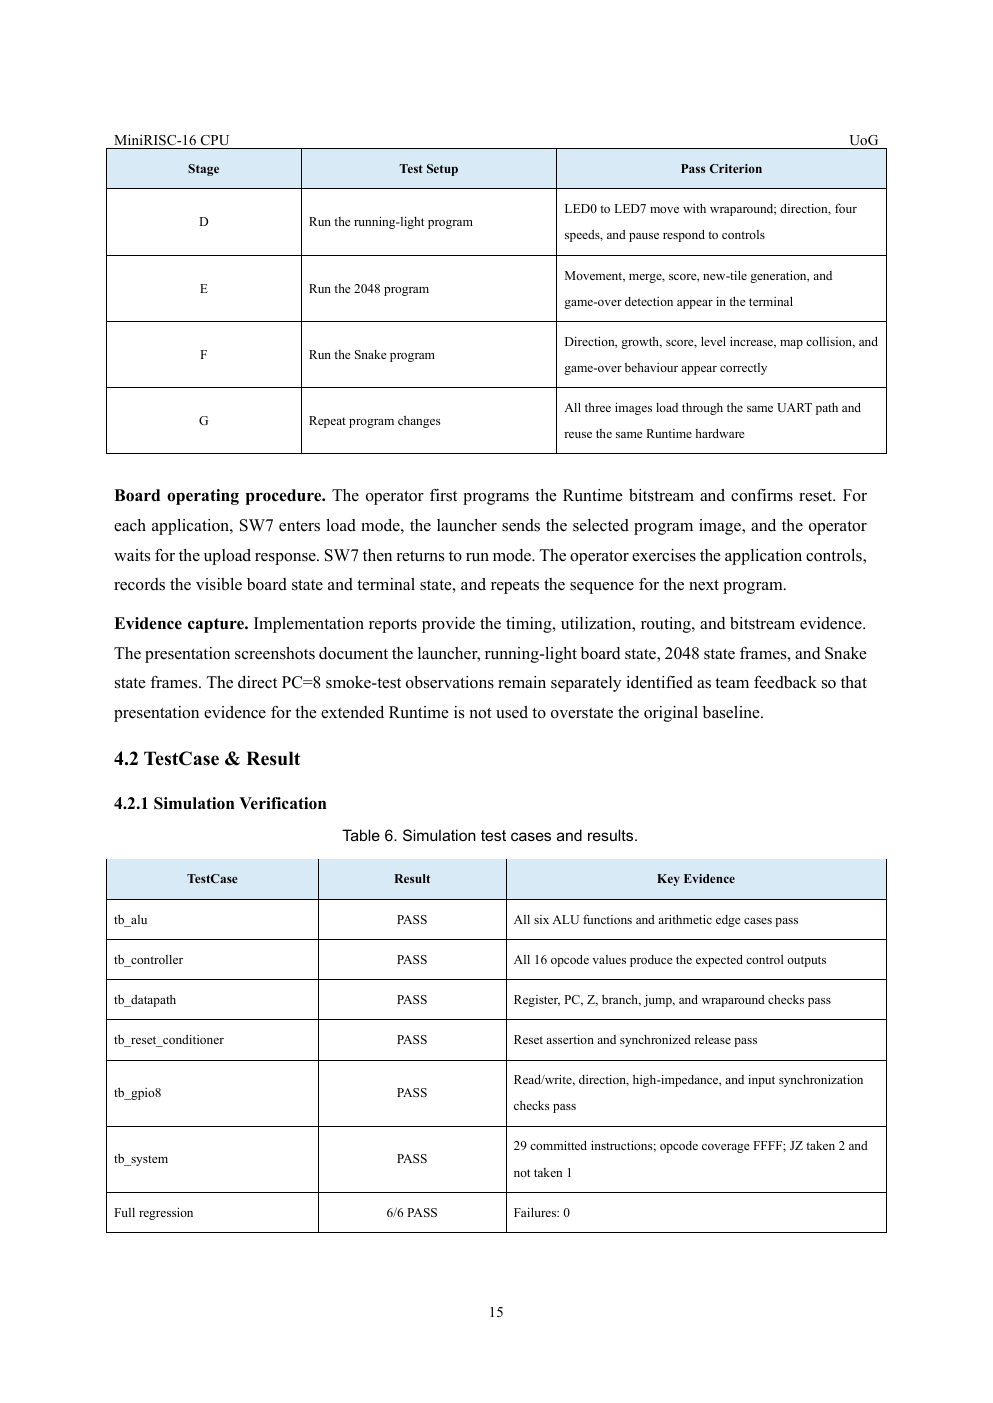 MiniRISC-16 CPU UoG
Stage Test Setup Pass Criterion
D Run the running-light program LED0 to LED7 move with wraparound; direction, four
speeds, and pause respond to controls
E Run the 2048 program Movement, merge, score, new-tile generation, and
game-over detection appear in the terminal
F Run the Snake program Direction, growth, score, level increase, map collision, and
game-over behaviour appear correctly
G Repeat program changes All three images load through the same UART path and
reuse the same Runtime hardware
Board operating procedure. The operator first programs the Runtime bitstream and confirms reset. For
each application, SW7 enters load mode, the launcher sends the selected program image, and the operator
waits for the upload response. SW7 then returns to run mode. The operator exercises the application controls,
records the visible board state and terminal state, and repeats the sequence for the next program.
Evidence capture. Implementation reports provide the timing, utilization, routing, and bitstream evidence.
The presentation screenshots document the launcher, running-light board state, 2048 state frames, and Snake
state frames. The direct PC=8 smoke-test observations remain separately identified as team feedback so that
presentation evidence for the extended Runtime is not used to overstate the original baseline.
4.2 TestCase & Result
4.2.1 Simulation Verification
Table 6. Simulation test cases and results.
TestCase Result Key Evidence
tb_alu PASS All six ALU functions and arithmetic edge cases pass
tb_controller PASS All 16 opcode values produce the expected control outputs
tb_datapath PASS Register, PC, Z, branch, jump, and wraparound checks pass
tb_reset_conditioner PASS Reset assertion and synchronized release pass
tb_gpio8 PASS Read/write, direction, high-impedance, and input synchronization
checks pass
tb_system PASS 29 committed instructions; opcode coverage FFFF; JZ taken 2 and
not taken 1
Full regression 6/6 PASS Failures: 0
15